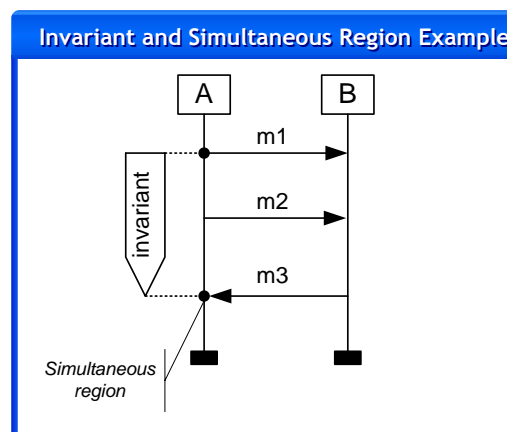 Invariant and Simultaneous Region Example
A
B
m1
invariant
m2
m3
Simultaneous
region